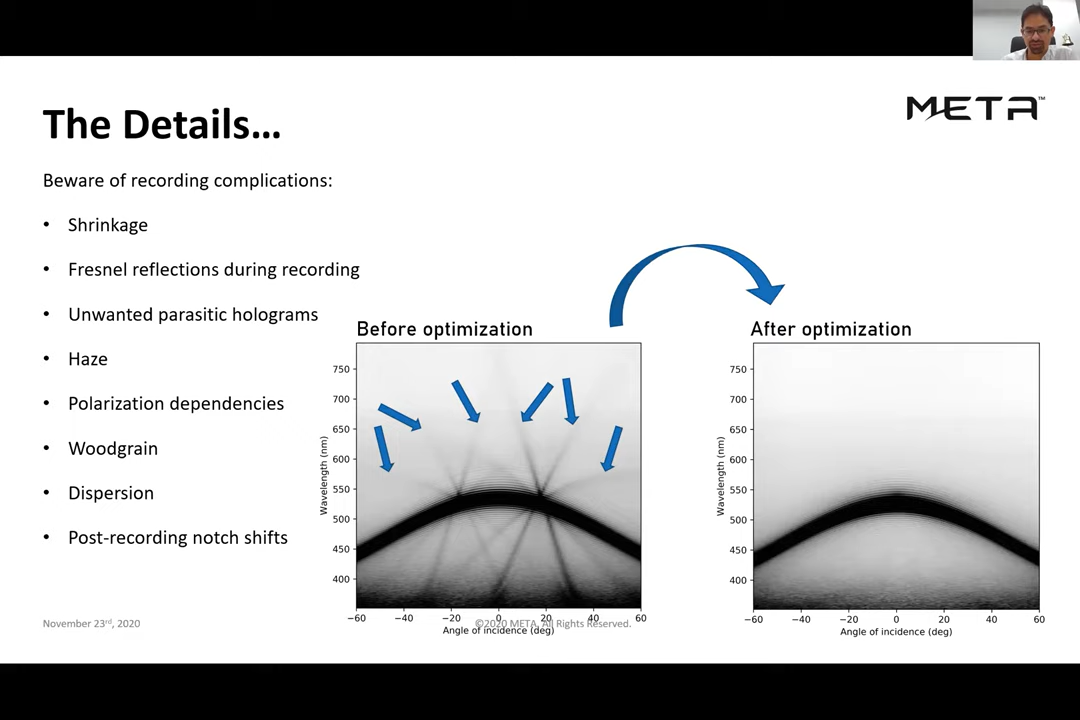 META™
The Details...
Beware of recording complications:
• Shrinkage
• Fresnel reflections during recording
• Unwanted parasitic holograms
• Haze
• Polarization dependencies
• Woodgrain
• Dispersion
• Post-recording notch shifts
Before optimization
750
700
650
600
550
500
450
400
Wavelength (nm)
−60 −40 −20 0 20 40 60
Angle of incidence (deg)
After optimization
750
700
650
600
550
500
450
400
Wavelength (nm)
−60 −40 −20 0 20 40 60
Angle of incidence (deg)
November 23rd, 2020
©2020 META, All Rights Reserved.